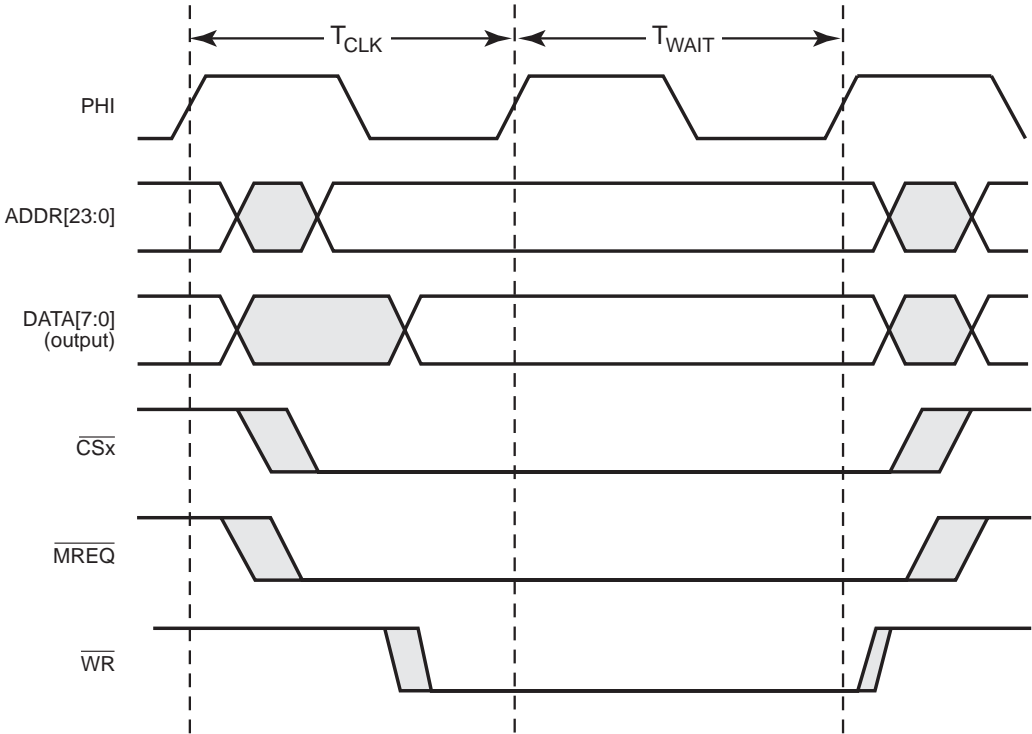 TCLK
TWAIT
PHI
ADDR[23:0]
DATA[7:0]
(output)
CSx
MREQ
WR